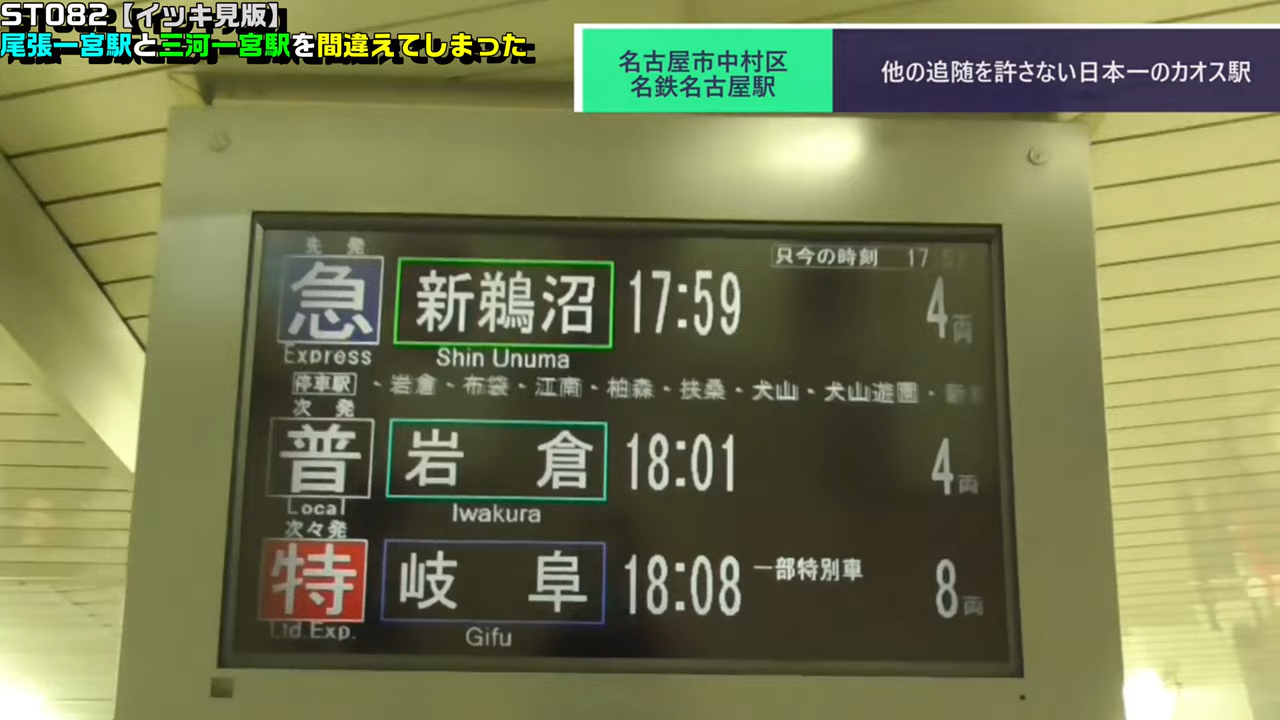 ST082【イッキ見版】
尾張一宮駅と三河一宮駅を間違えてしまった
名古屋市中村区
名鉄名古屋駅
他の追随を許さない日本一のカオス駅
先発
只今の時刻 17
急 新鵜沼 17:59 4両
Express Shin Unuma
停車駅 ・岩倉・布袋・江南・柏森・扶桑・犬山・犬山遊園・新
次発
普 岩倉 18:01 4両
Local Iwakura
次々発
特 岐阜 18:08 一部特別車 8両
Ltd.Exp. Gifu